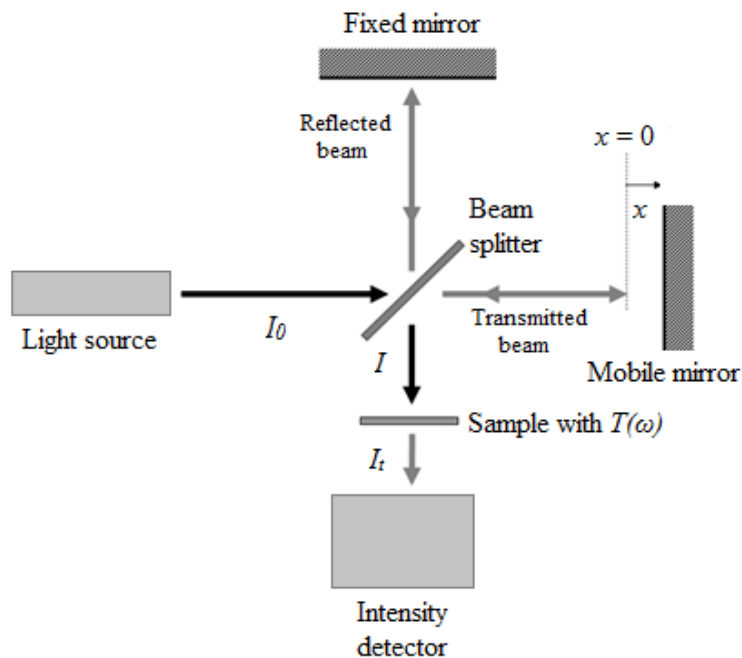 Fixed mirror
Reflected
beam
x = 0
x
Beam
splitter
Light source
I0
Transmitted
beam
I
Mobile mirror
Sample with T(ω)
It
Intensity
detector